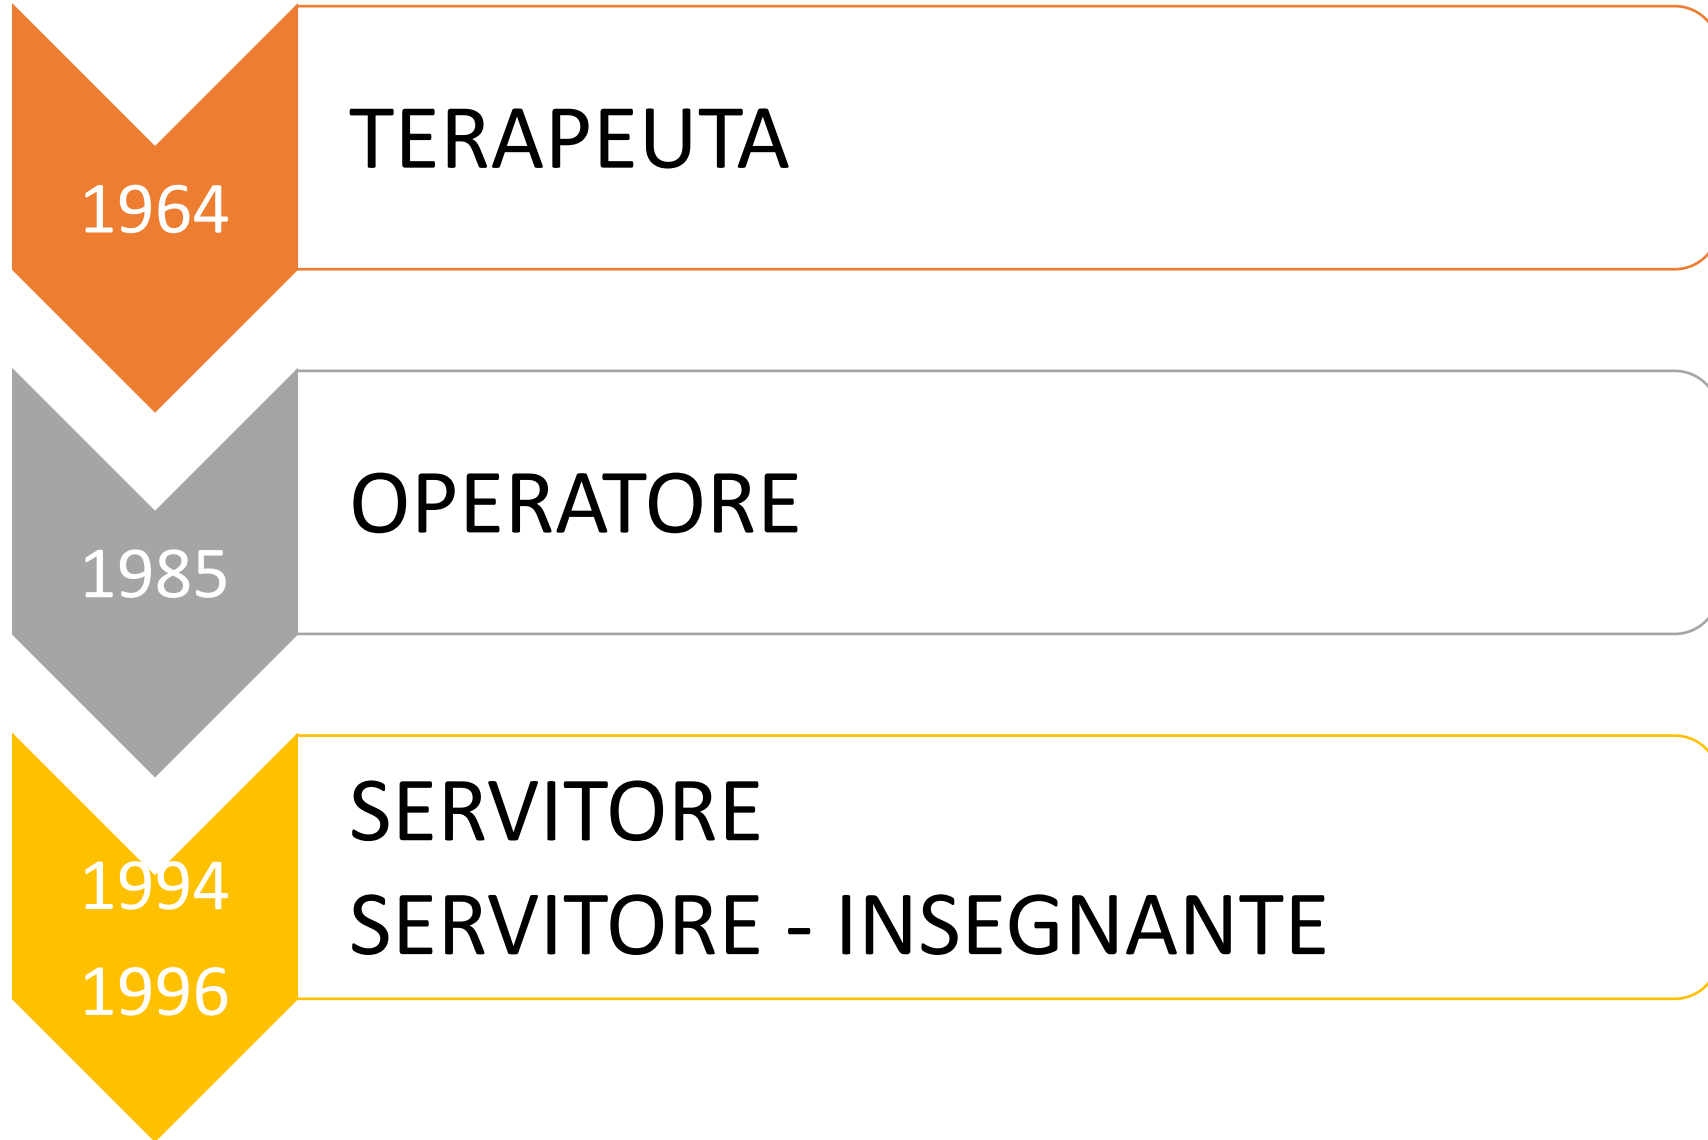 1964
TERAPEUTA
1985
OPERATORE
1994
1996
SERVITORE
SERVITORE - INSEGNANTE